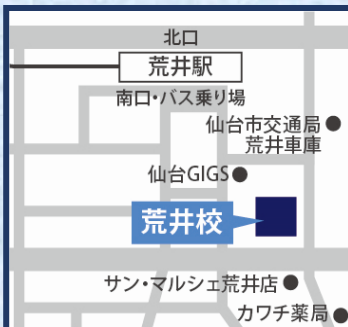 北口
荒井駅
南口・バス乗り場
仙台市交通局
荒井車庫
仙台GIGS
荒井校
サン・マルシェ荒井店
カワチ薬局